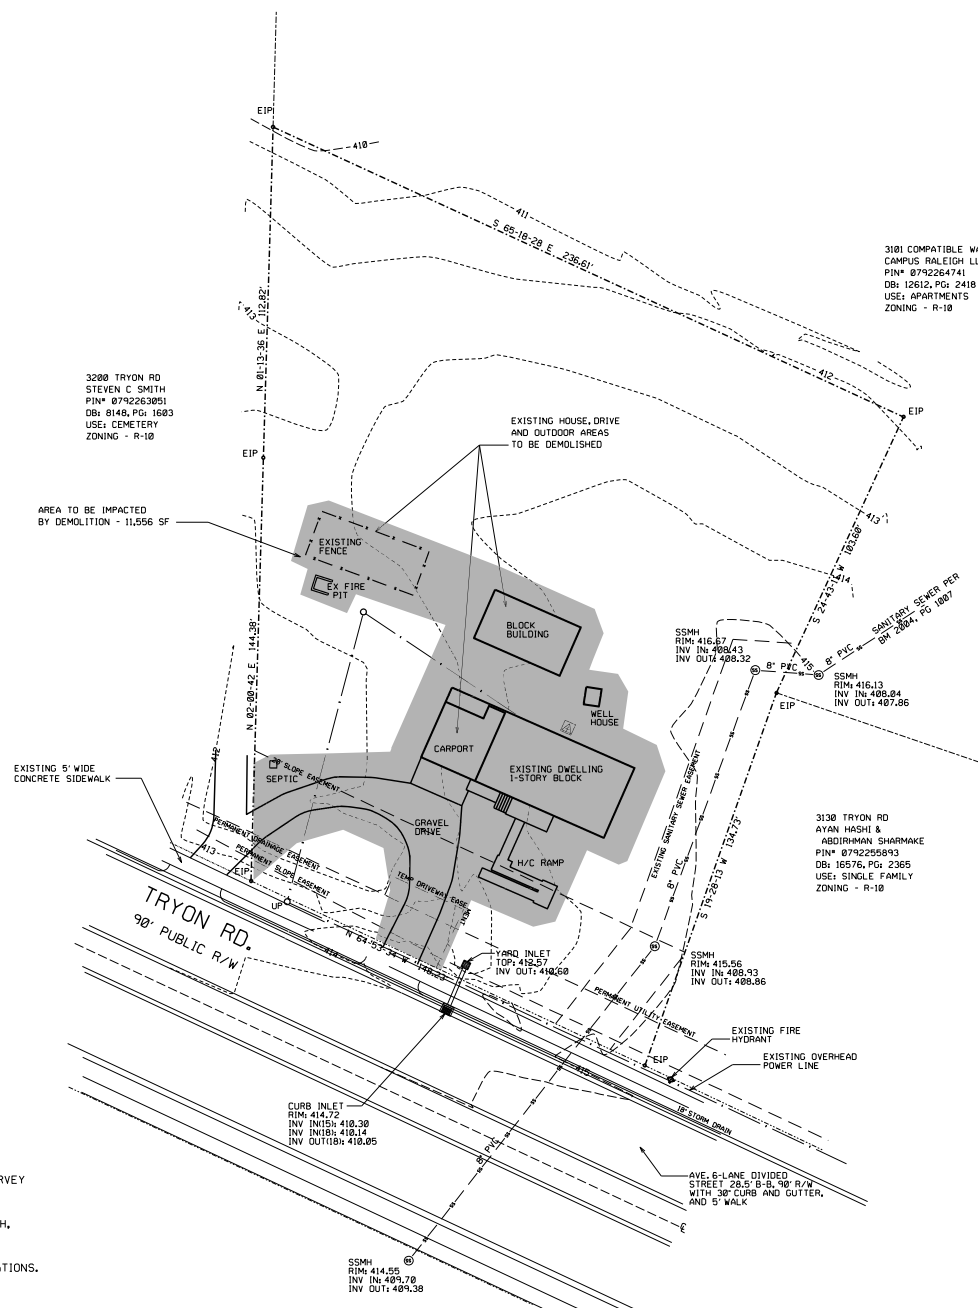 EIP
410
411
S 65-18-28 E 236.61'
3101 COMPATIBLE
CAMPUS RALEIGH
PIN# 0792264741
DB: 12612, PG: 2418
USE: APARTMENTS
ZONING - R-10
413
N 01-13-36 E 112.82'
412
EIP
3200 TRYON RD
STEVEN C SMITH
PIN# 0792263051
DB: 8148, PG: 1603
USE: CEMETERY
ZONING - R-10
EXISTING HOUSE, DRIVE
AND OUTDOOR AREAS
TO BE DEMOLISHED
EIP
AREA TO BE IMPACTED
BY DEMOLITION - 11,556 SF
413
EXISTING
FENCE
S 24-43-14 W 103.60'
414
EX FIRE
PIT
BLOCK
BUILDING
SANITARY SEWER PER
BM 2004, PG 1007
SSMH
RIM: 416.67
INV IN: 408.43
INV OUT: 408.32
8" PVC
415
8" PVC
SSMH
RIM: 416.13
INV IN: 408.04
INV OUT: 407.86
EIP
N 02-00-42 E 144.38'
WELL
HOUSE
412
CARPORT
EXISTING DWELLING
1-STORY BLOCK
EXISTING 5' WIDE
CONCRETE SIDEWALK
20' SLOPE EASEMENT
SEPTIC
EXISTING SANITARY SEWER EASEMENT
GRAVEL
DRIVE
PERMANENT DRAINAGE EASEMENT
413
PERMANENT SLOPE EASEMENT
H/C RAMP
3130 TRYON RD
AYAN HASHI &
ABDIRHMAN SHARMAKE
PIN# 0792255893
DB: 16576, PG: 2365
USE: SINGLE FAMILY
ZONING - R-10
8" PVC
S 19-28-13 W 134.73'
EIP
TEMP DRIVEWAY EASE
MENT
UP
TRYON RD.
90' PUBLIC R/W
N 64-53-34 W 148.23'
414
YARD INLET
TOP: 412.57
INV OUT: 410.60
SSMH
RIM: 415.56
INV IN: 408.93
INV OUT: 408.86
PERMANENT UTILITY EASEMENT
EXISTING FIRE
HYDRANT
EXISTING OVERHEAD
POWER LINE
EIP
415
CURB INLET
RIM: 414.72
INV IN(15): 410.30
INV IN(18): 410.14
INV OUT(18): 410.05
18" STORM DRAIN
8" PVC
AVE. 6-LANE DIVIDED
STREET 28.5' B-B, 90' R/W
WITH 30" CURB AND GUTTER,
AND 5' WALK
SSMH
RIM: 414.55
INV IN: 409.70
INV OUT: 409.38